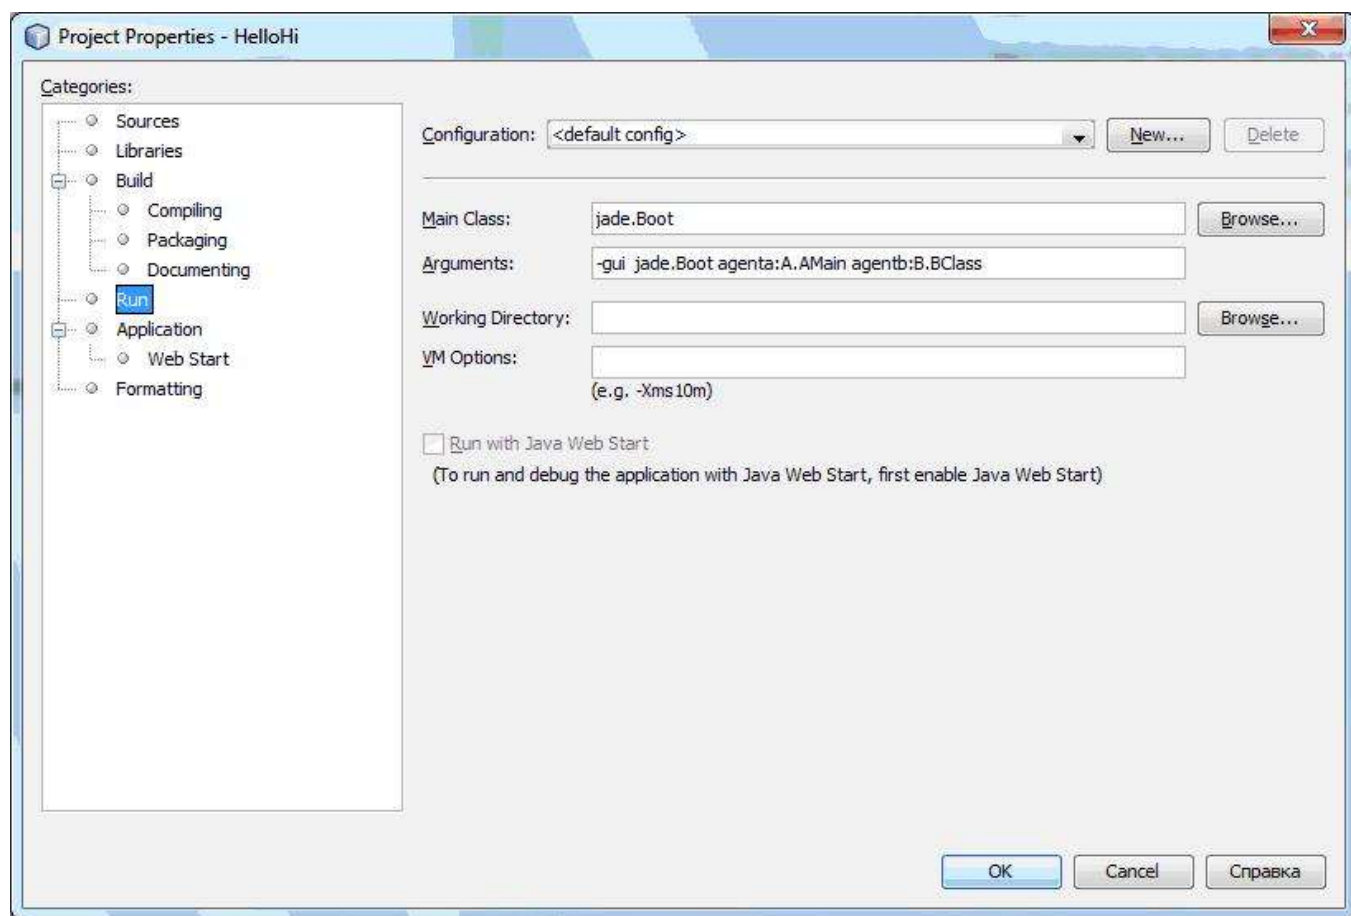 Project Properties - HelloHi
Categories:
Sources
Libraries
Build
Compiling
Packaging
Documenting
Run
Application
Web Start
Formatting
Configuration: <default config> New... Delete
Main Class: jade.Boot Browse...
Arguments: -gui jade.Boot agenta:A.AMain agentb:B.BClass
Working Directory: Browse...
VM Options:
(e.g. -Xms10m)
Run with Java Web Start
(To run and debug the application with Java Web Start, first enable Java Web Start)
OK Cancel Справка